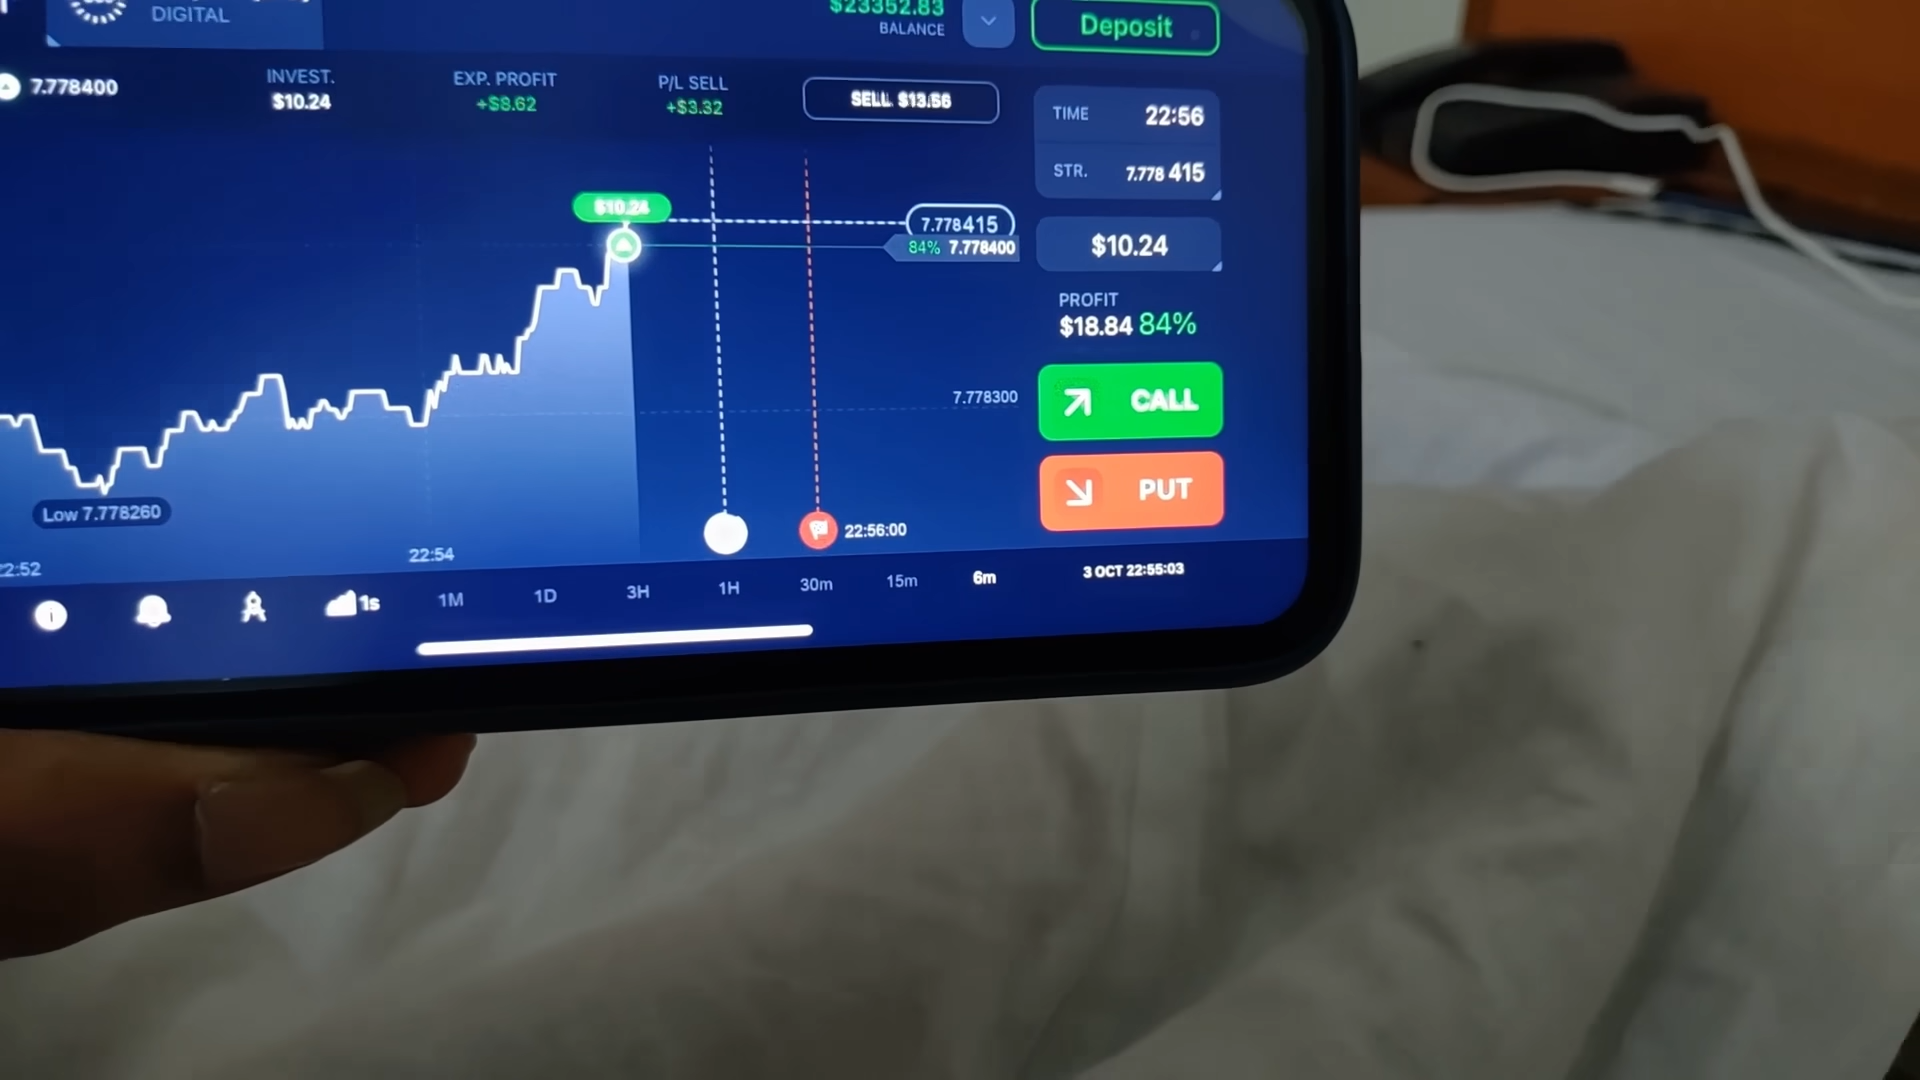 DIGITAL
$23352.83
BALANCE
Deposit
7.778400
INVEST.
$10.24
EXP. PROFIT
+$8.62
P/L SELL
+$3.32
SELL $13.56
TIME 22:56
STR. 7.778415
$10.24
7.778415
84% 7.778400
$10.24
PROFIT
$18.84 84%
7.778300
CALL
PUT
Low 7.778260
22:56:00
22:54
22:52
1s
1M
1D
3H
1H
30m
15m
6m
3 OCT 22:55:03